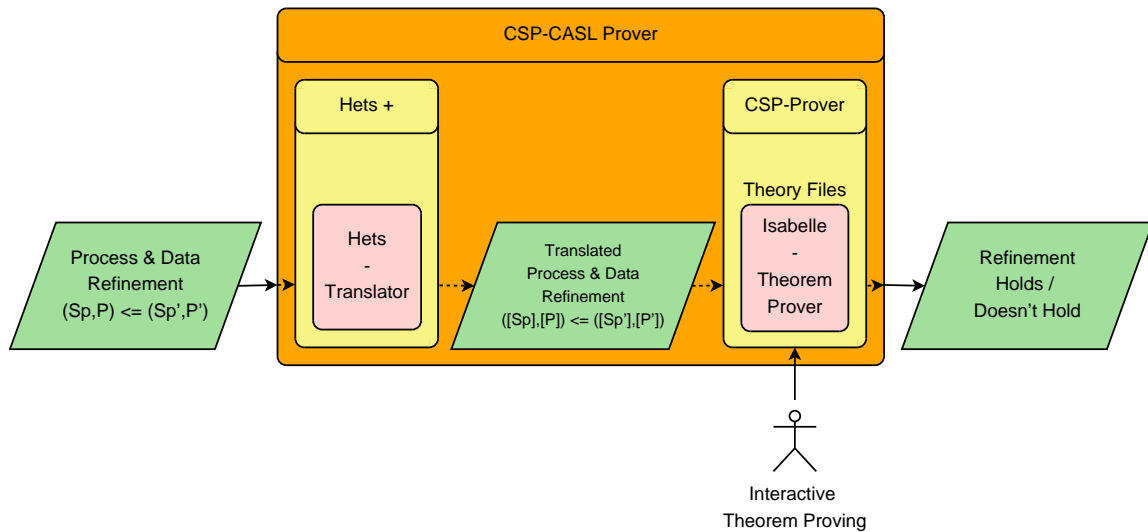 CSP-CASL Prover
Hets +
CSP-Prover
Theory Files
Process & Data
Refinement
(Sp,P) <= (Sp',P')
Hets
-
Translator
Translated
Process & Data
Refinement
([Sp],[P]) <= ([Sp'],[P'])
Isabelle
-
Theorem
Prover
Refinement
Holds /
Doesn't Hold
Interactive
Theorem Proving